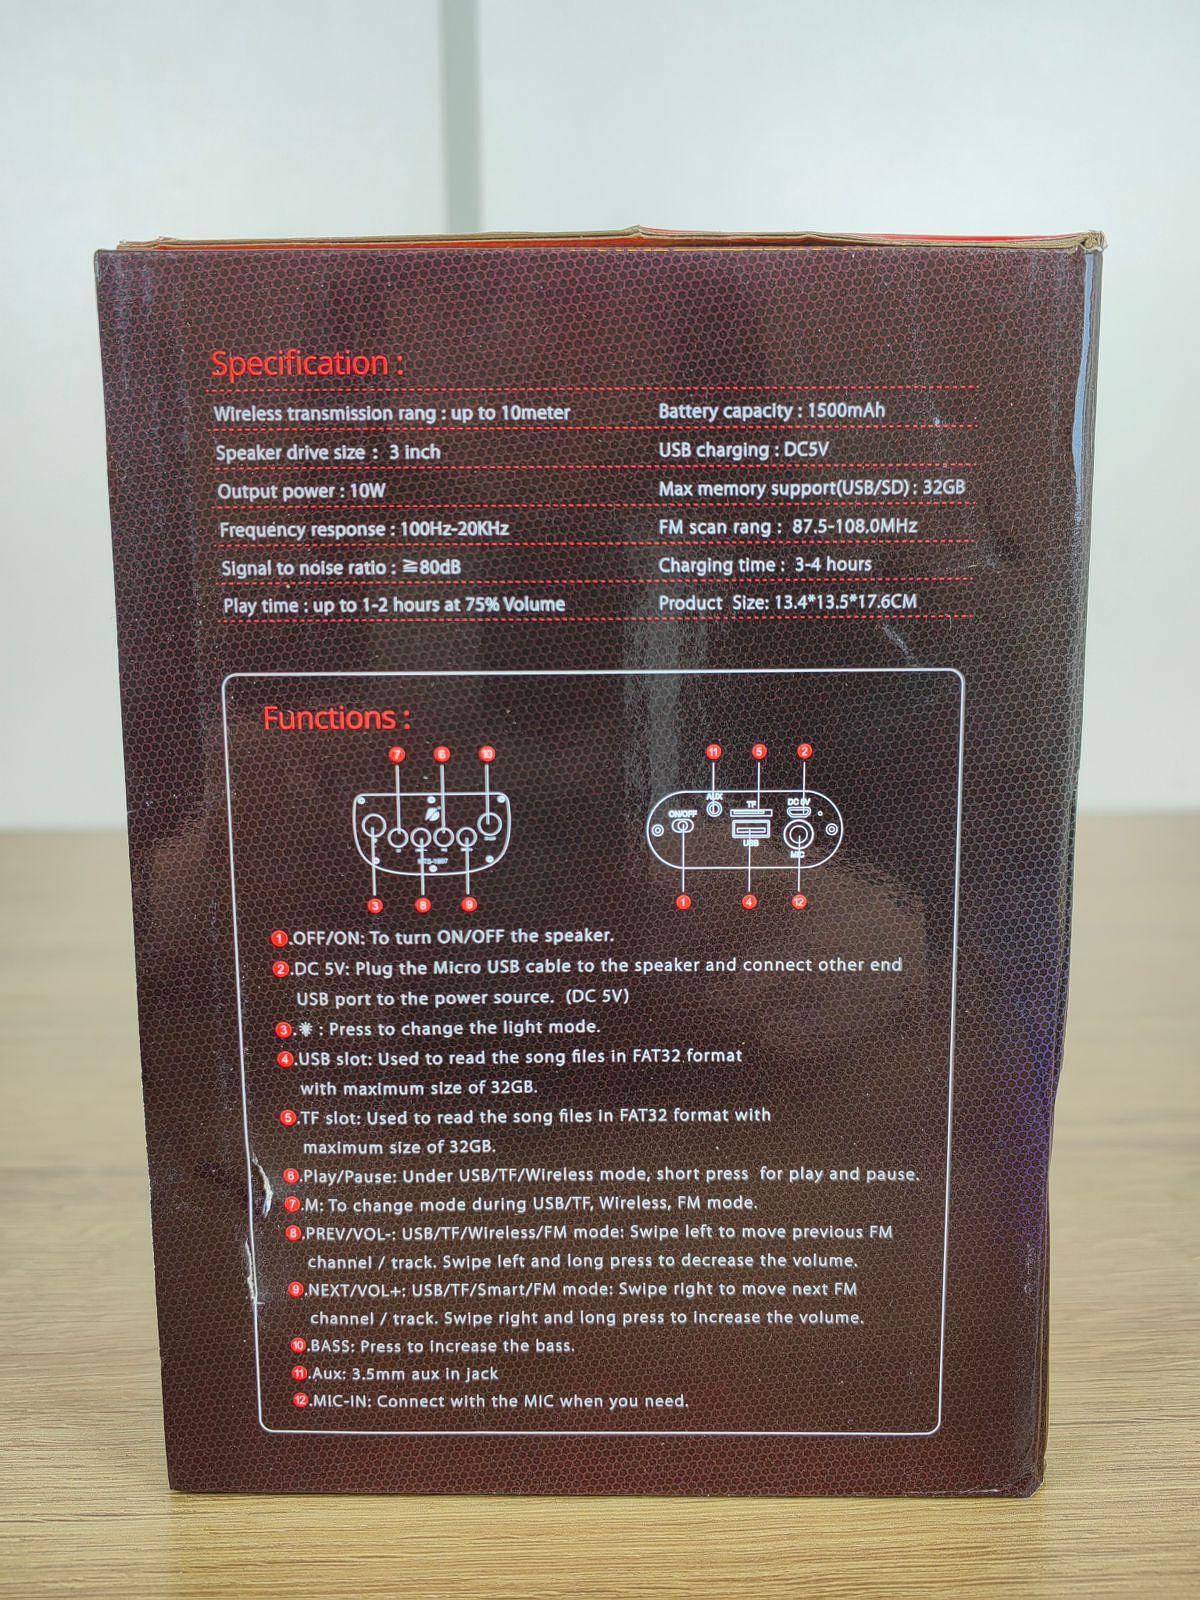 Specification :
Wireless transmission rang : up to 10meter
Battery capacity : 1500mAh
Speaker drive size : 3 inch
USB charging : DC5V
Output power : 10W
Max memory support(USB/SD) : 32GB
Frequency response : 100Hz-20KHz
FM scan rang : 87.5-108.0MHz
Signal to noise ratio : ≧80dB
Charging time : 3-4 hours
Play time : up to 1-2 hours at 75% Volume
Product Size: 13.4*13.5*17.6CM
Functions :
7 6 10
11 5 2
AUX TF DC 5V
ON/OFF
USB
MIC
3 8 9
1 4 12
1.OFF/ON: To turn ON/OFF the speaker.
2.DC 5V: Plug the Micro USB cable to the speaker and connect other end
USB port to the power source. (DC 5V)
3. : Press to change the light mode.
4.USB slot: Used to read the song files in FAT32 format
with maximum size of 32GB.
5.TF slot: Used to read the song files in FAT32 format with
maximum size of 32GB.
6.Play/Pause: Under USB/TF/Wireless mode, short press for play and pause.
7.M: To change mode during USB/TF, Wireless, FM mode.
8.PREV/VOL-: USB/TF/Wireless/FM mode: Swipe left to move previous FM
channel / track. Swipe left and long press to decrease the volume.
9.NEXT/VOL+: USB/TF/Smart/FM mode: Swipe right to move next FM
channel / track. Swipe right and long press to increase the volume.
10.BASS: Press to increase the bass.
11.Aux: 3.5mm aux in jack
12.MIC-IN: Connect with the MIC when you need.